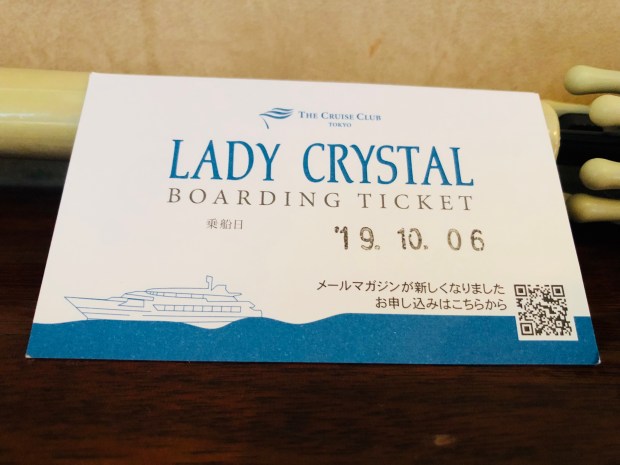 THE CRUISE CLUB
TOKYO
LADY CRYSTAL
BOARDING TICKET
乗船日 '19. 10. 06
メールマガジンが新しくなりました
お申し込みはこちらから